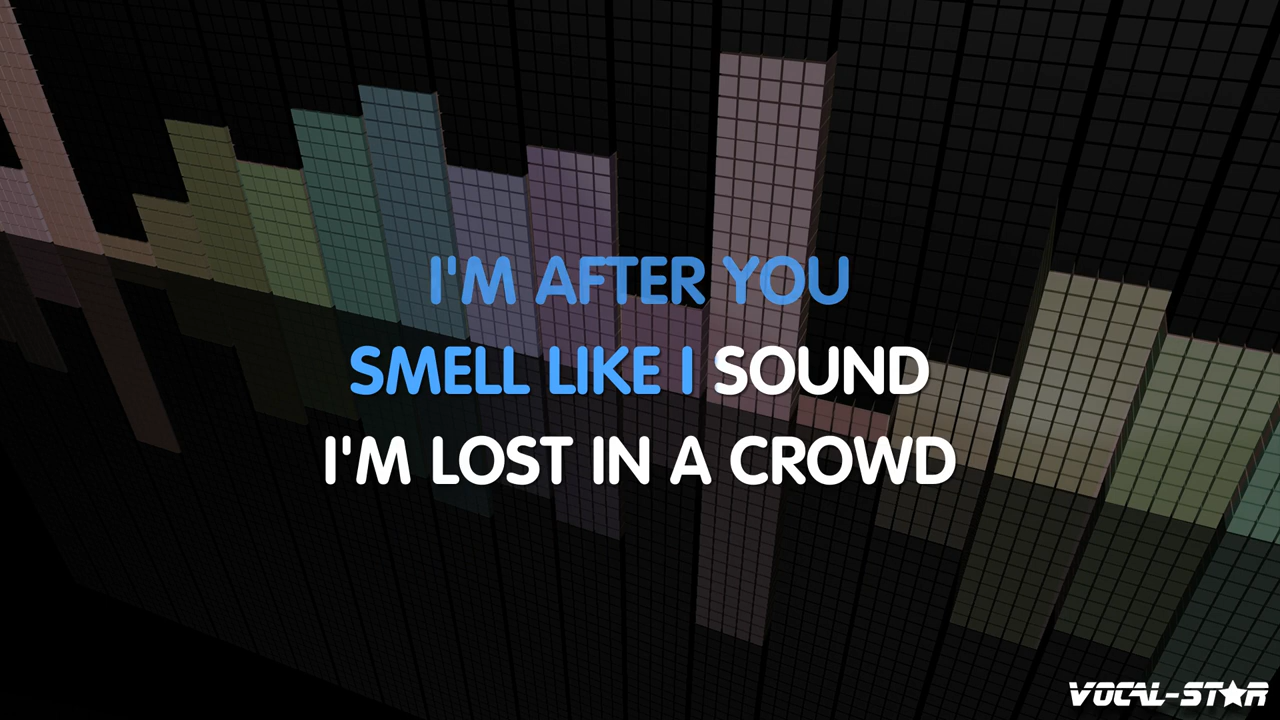 I'M AFTER YOU
SMELL LIKE I SOUND
I'M LOST IN A CROWD
VOCAL-STAR